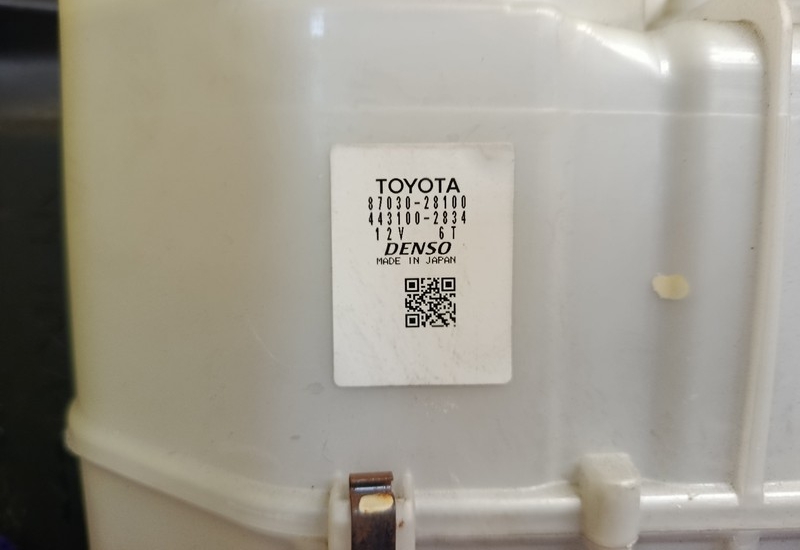 TOYOTA
87030-28100
443100-2834
12V 6T
DENSO
MADE IN JAPAN